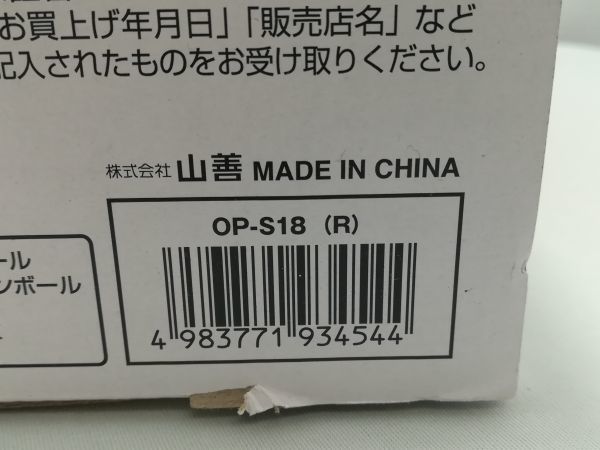 お買上げ年月日」「販売店名」など
記入されたものをお受け取りください。
株式会社 山善 MADE IN CHINA
OP-S18 (R)
4 983771 934544
ール
ンボール